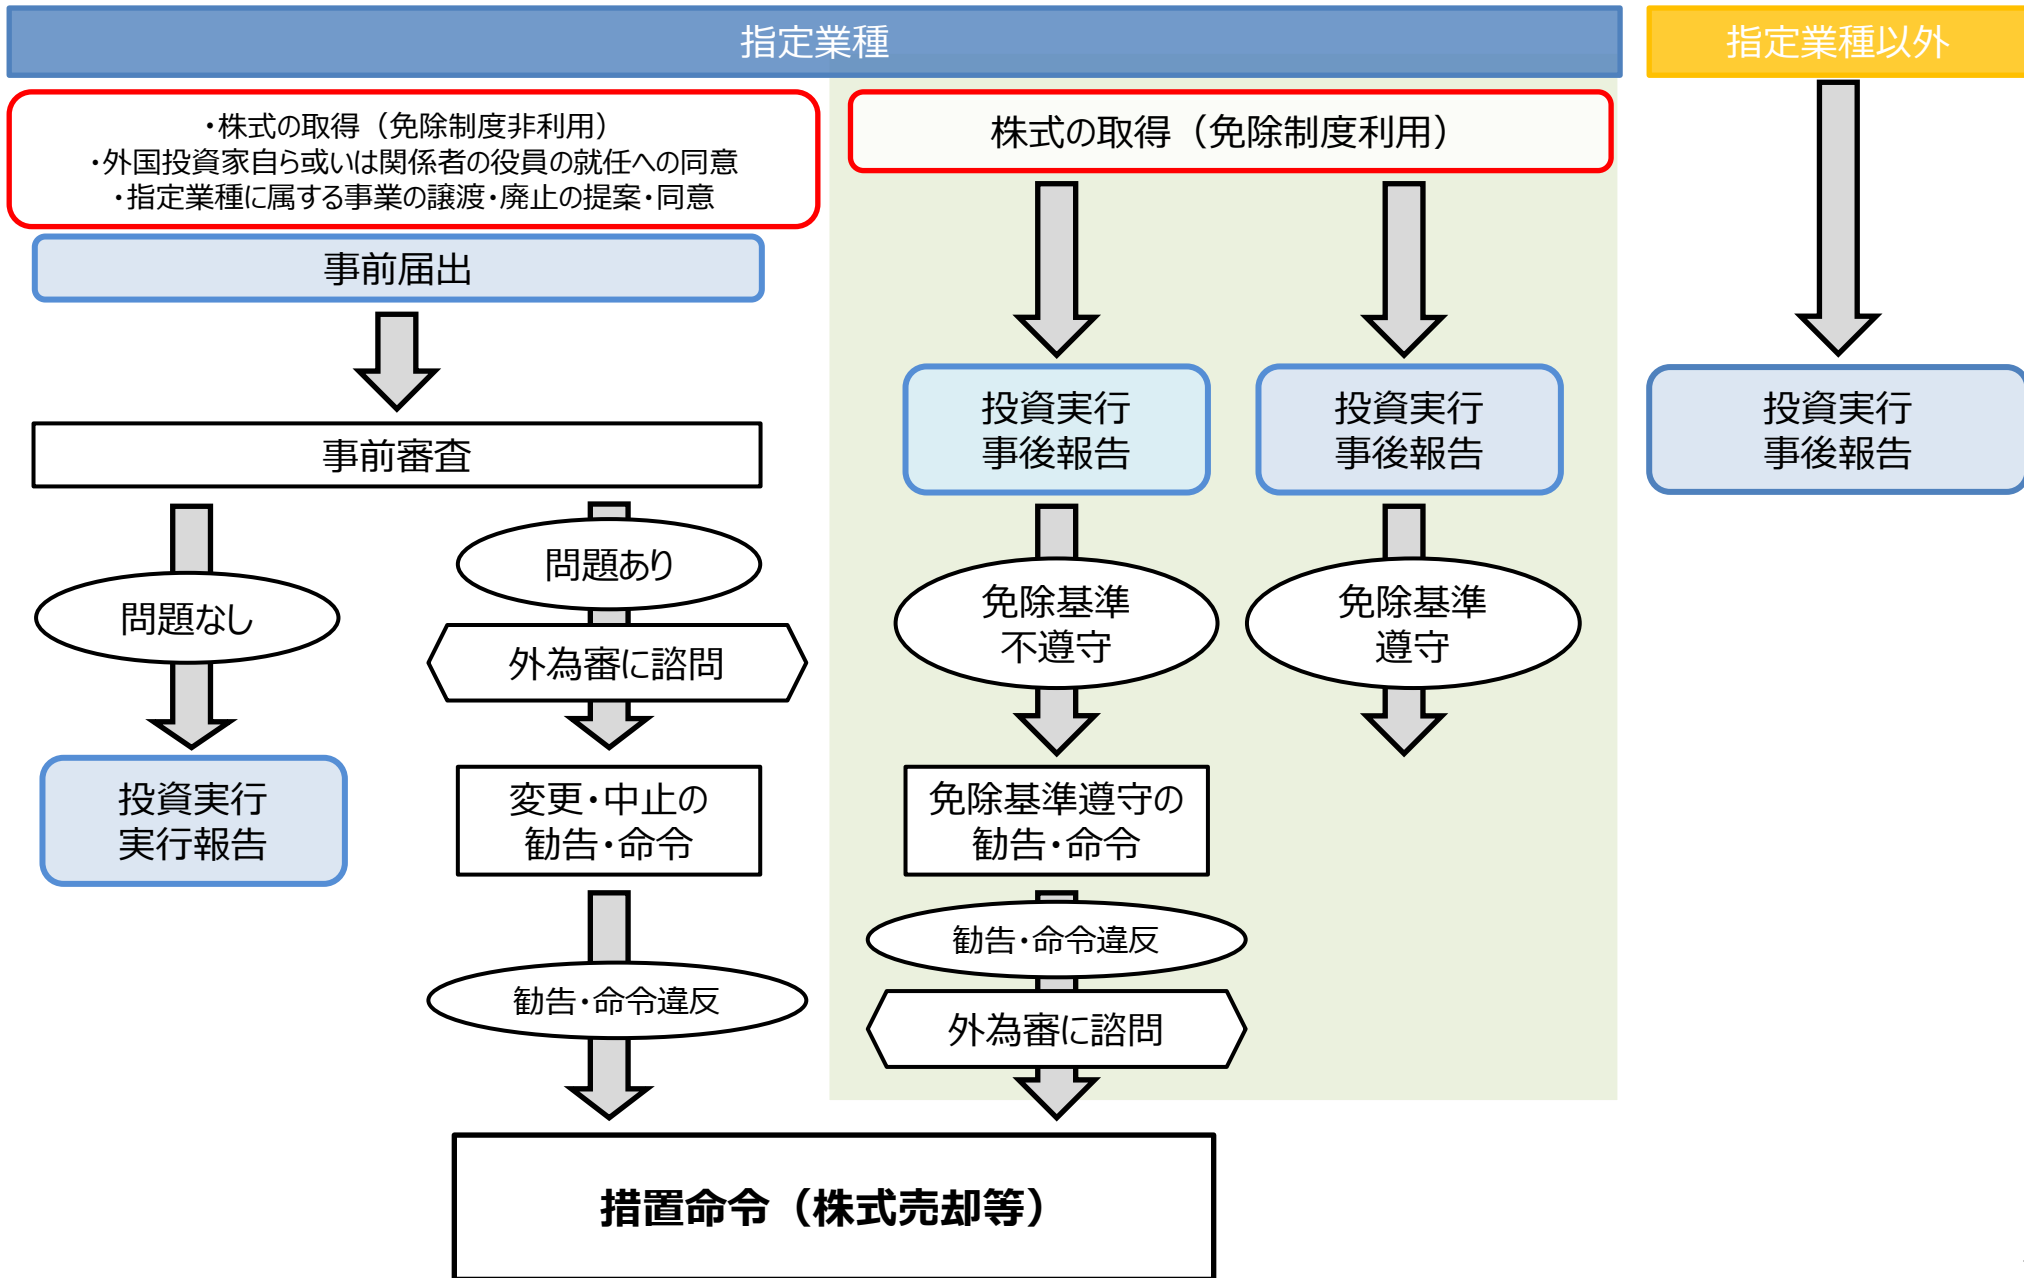 指定業種
指定業種以外
・株式の取得（免除制度非利用）
・外国投資家自ら或いは関係者の役員の就任への同意
・指定業種に属する事業の譲渡・廃止の提案・同意
株式の取得（免除制度利用）
事前届出
事前審査
投資実行
事後報告
投資実行
事後報告
投資実行
事後報告
問題なし
問題あり
外為審に諮問
免除基準
不遵守
免除基準
遵守
投資実行
実行報告
変更・中止の
勧告・命令
免除基準遵守の
勧告・命令
勧告・命令違反
勧告・命令違反
外為審に諮問
措置命令（株式売却等）